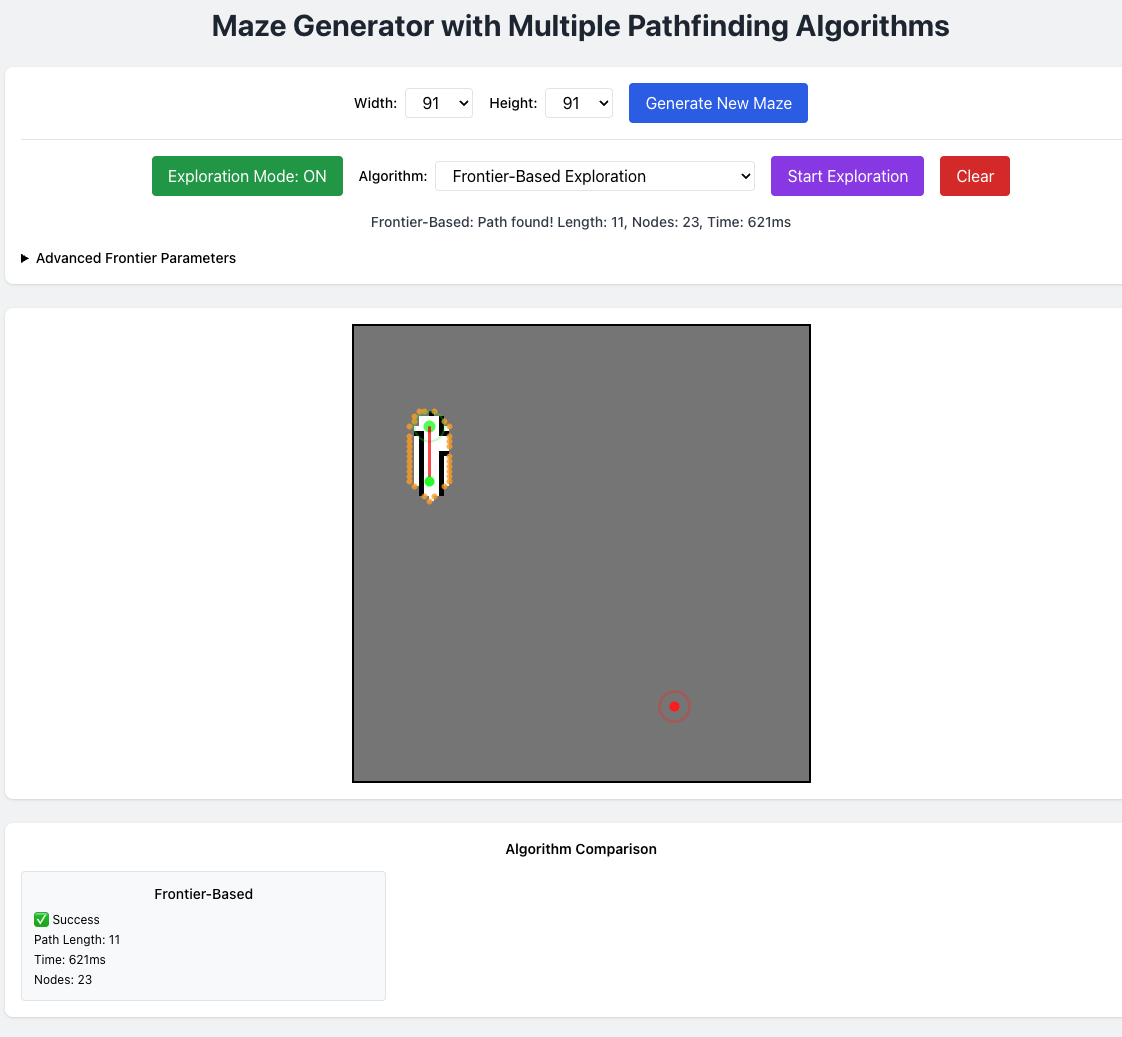 Maze Generator with Multiple Pathfinding Algorithms
Width: 91 Height: 91 Generate New Maze
Exploration Mode: ON Algorithm: Frontier-Based Exploration Start Exploration Clear
Frontier-Based: Path found! Length: 11, Nodes: 23, Time: 621ms
Advanced Frontier Parameters
Algorithm Comparison
Frontier-Based
✅ Success
Path Length: 11
Time: 621ms
Nodes: 23